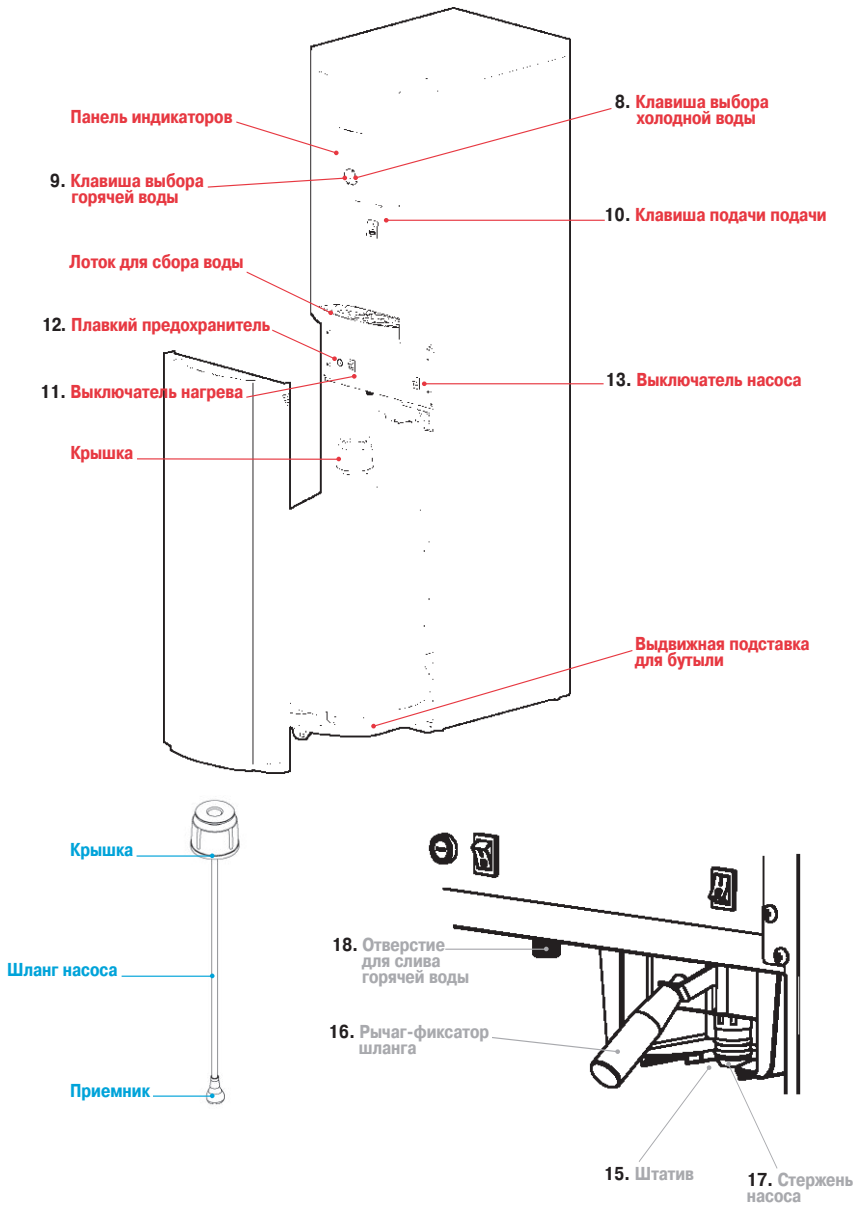 Панель индикаторов
8. Клавиша выбора
холодной воды
9. Клавиша выбора
горячей воды
10. Клавиша подачи подачи
Лоток для сбора воды
12. Плавкий предохранитель
11. Выключатель нагрева
13. Выключатель насоса
Крышка
Выдвижная подставка
для бутыли
Крышка
Шланг насоса
Приемник
18. Отверстие
для слива
горячей воды
16. Рычаг-фиксатор
шланга
15. Штатив
17. Стержень
насоса